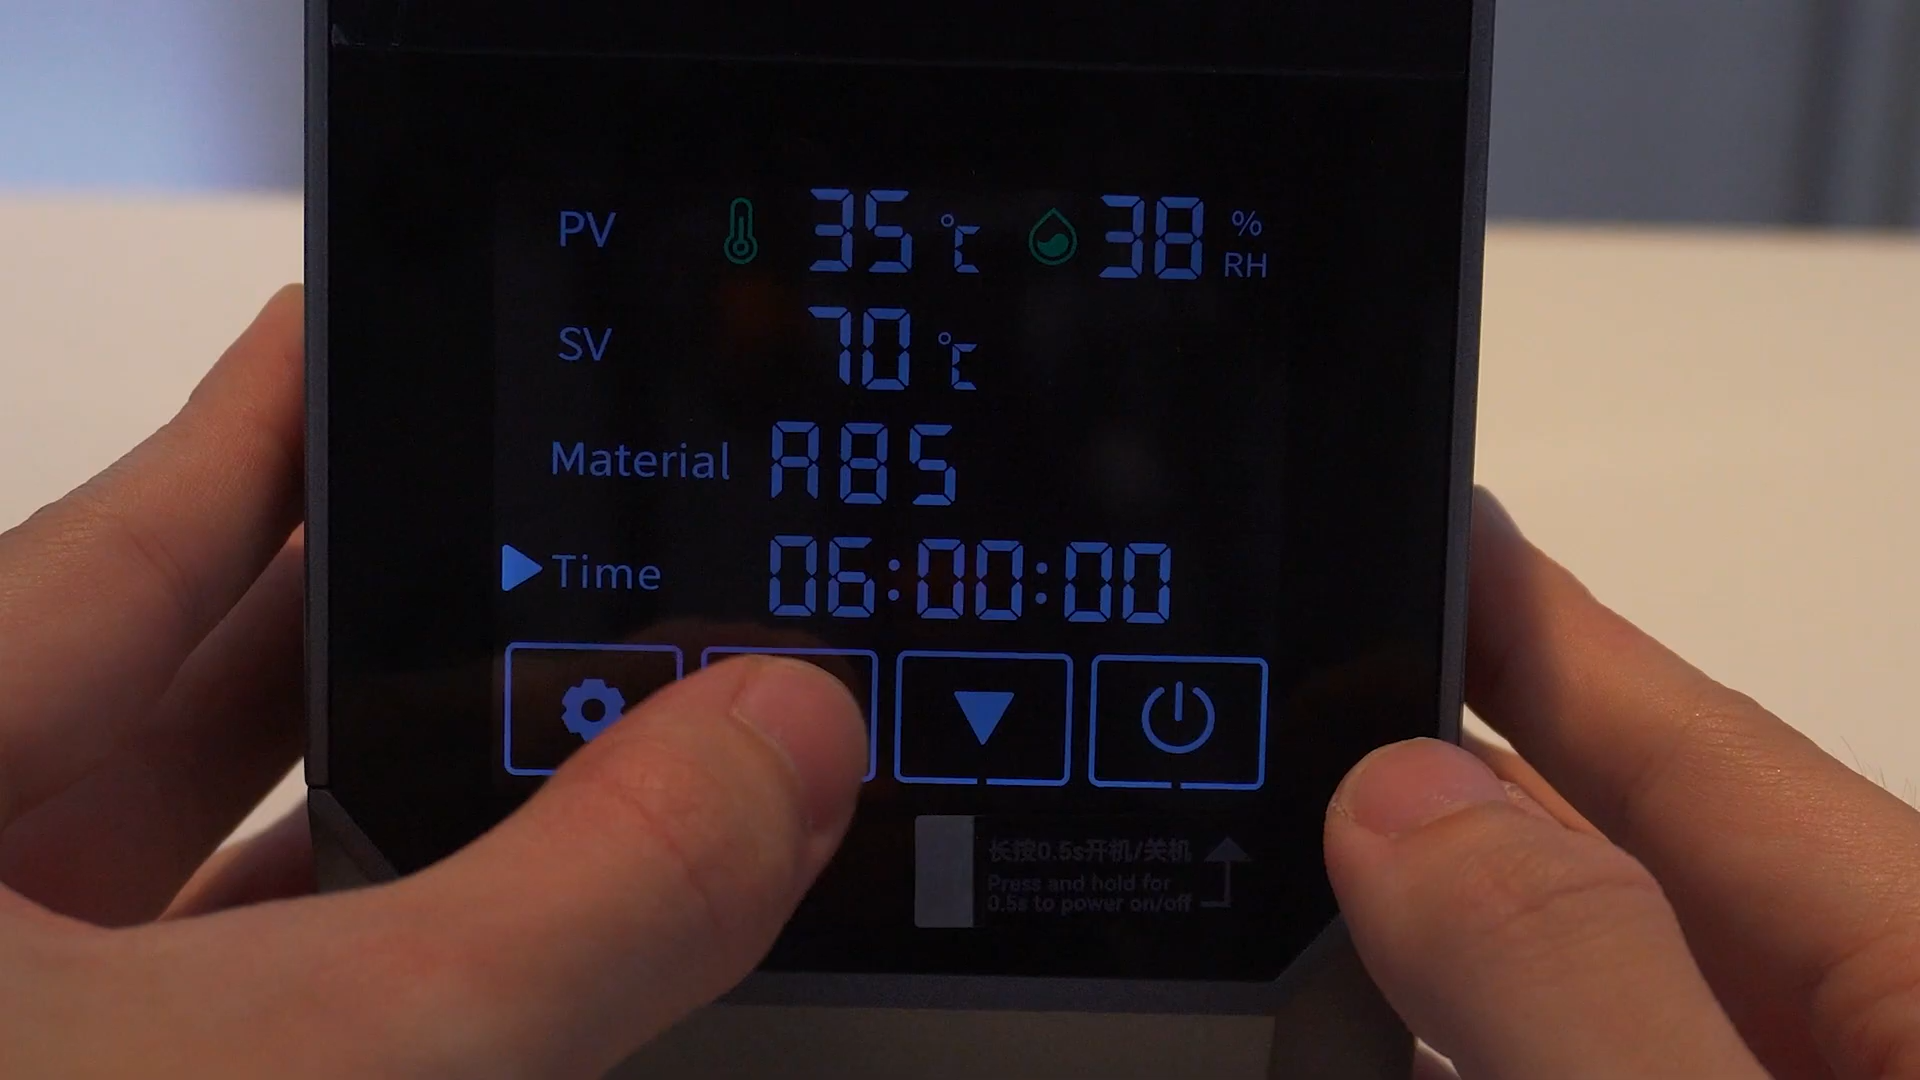 PV 35 ℃ 38 % RH
SV 70 ℃
Material ABS
Time 06:00:00
长按0.5s开机/关机
Press and hold for
0.5s to power on/off